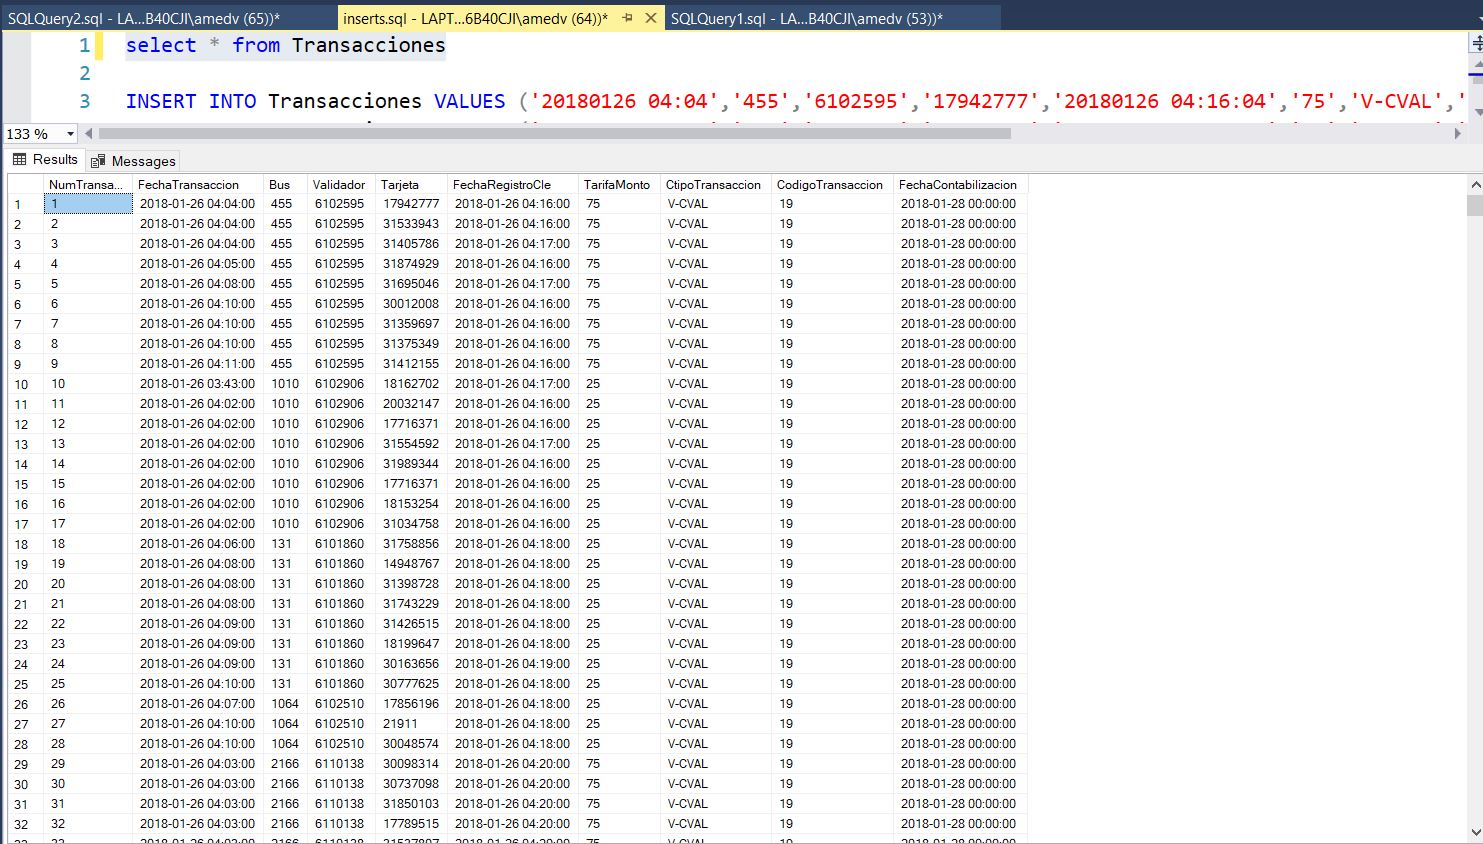 SQLQuery2.sql - LA...B40CJI\amedv (65))*
inserts.sql - LAPT...6B40CJI\amedv (64))*
SQLQuery1.sql - LA...B40CJI\amedv (53))*
1 select * from Transacciones
2
3 INSERT INTO Transacciones VALUES ('20180126 04:04','455','6102595','17942777','20180126 04:16:04','75','V-CVAL','
133 %
Results Messages
NumTransa... FechaTransaccion Bus Validador Tarjeta FechaRegistroCle TarifaMonto CtipoTransaccion CodigoTransaccion FechaContabilizacion
1 1 2018-01-26 04:04:00 455 6102595 17942777 2018-01-26 04:16:00 75 V-CVAL 19 2018-01-28 00:00:00
2 2 2018-01-26 04:04:00 455 6102595 31533943 2018-01-26 04:16:00 75 V-CVAL 19 2018-01-28 00:00:00
3 3 2018-01-26 04:04:00 455 6102595 31405786 2018-01-26 04:17:00 75 V-CVAL 19 2018-01-28 00:00:00
4 4 2018-01-26 04:05:00 455 6102595 31874929 2018-01-26 04:16:00 75 V-CVAL 19 2018-01-28 00:00:00
5 5 2018-01-26 04:08:00 455 6102595 31695046 2018-01-26 04:17:00 75 V-CVAL 19 2018-01-28 00:00:00
6 6 2018-01-26 04:10:00 455 6102595 30012008 2018-01-26 04:16:00 75 V-CVAL 19 2018-01-28 00:00:00
7 7 2018-01-26 04:10:00 455 6102595 31359697 2018-01-26 04:16:00 75 V-CVAL 19 2018-01-28 00:00:00
8 8 2018-01-26 04:10:00 455 6102595 31375349 2018-01-26 04:16:00 75 V-CVAL 19 2018-01-28 00:00:00
9 9 2018-01-26 04:11:00 455 6102595 31412155 2018-01-26 04:16:00 75 V-CVAL 19 2018-01-28 00:00:00
10 10 2018-01-26 03:43:00 1010 6102906 18162702 2018-01-26 04:17:00 25 V-CVAL 19 2018-01-28 00:00:00
11 11 2018-01-26 04:02:00 1010 6102906 20032147 2018-01-26 04:16:00 25 V-CVAL 19 2018-01-28 00:00:00
12 12 2018-01-26 04:02:00 1010 6102906 17716371 2018-01-26 04:16:00 25 V-CVAL 19 2018-01-28 00:00:00
13 13 2018-01-26 04:02:00 1010 6102906 31554592 2018-01-26 04:17:00 25 V-CVAL 19 2018-01-28 00:00:00
14 14 2018-01-26 04:02:00 1010 6102906 31989344 2018-01-26 04:16:00 25 V-CVAL 19 2018-01-28 00:00:00
15 15 2018-01-26 04:02:00 1010 6102906 17716371 2018-01-26 04:16:00 25 V-CVAL 19 2018-01-28 00:00:00
16 16 2018-01-26 04:02:00 1010 6102906 18153254 2018-01-26 04:16:00 25 V-CVAL 19 2018-01-28 00:00:00
17 17 2018-01-26 04:02:00 1010 6102906 31034758 2018-01-26 04:16:00 25 V-CVAL 19 2018-01-28 00:00:00
18 18 2018-01-26 04:06:00 131 6101860 31758856 2018-01-26 04:18:00 25 V-CVAL 19 2018-01-28 00:00:00
19 19 2018-01-26 04:08:00 131 6101860 14948767 2018-01-26 04:18:00 25 V-CVAL 19 2018-01-28 00:00:00
20 20 2018-01-26 04:08:00 131 6101860 31398728 2018-01-26 04:18:00 25 V-CVAL 19 2018-01-28 00:00:00
21 21 2018-01-26 04:08:00 131 6101860 31743229 2018-01-26 04:18:00 25 V-CVAL 19 2018-01-28 00:00:00
22 22 2018-01-26 04:09:00 131 6101860 31426515 2018-01-26 04:18:00 25 V-CVAL 19 2018-01-28 00:00:00
23 23 2018-01-26 04:09:00 131 6101860 18199647 2018-01-26 04:18:00 25 V-CVAL 19 2018-01-28 00:00:00
24 24 2018-01-26 04:09:00 131 6101860 30163656 2018-01-26 04:19:00 25 V-CVAL 19 2018-01-28 00:00:00
25 25 2018-01-26 04:10:00 131 6101860 30777625 2018-01-26 04:18:00 25 V-CVAL 19 2018-01-28 00:00:00
26 26 2018-01-26 04:07:00 1064 6102510 17856196 2018-01-26 04:18:00 25 V-CVAL 19 2018-01-28 00:00:00
27 27 2018-01-26 04:10:00 1064 6102510 21911 2018-01-26 04:18:00 25 V-CVAL 19 2018-01-28 00:00:00
28 28 2018-01-26 04:10:00 1064 6102510 30048574 2018-01-26 04:18:00 25 V-CVAL 19 2018-01-28 00:00:00
29 29 2018-01-26 04:03:00 2166 6110138 30098314 2018-01-26 04:20:00 75 V-CVAL 19 2018-01-28 00:00:00
30 30 2018-01-26 04:03:00 2166 6110138 30737098 2018-01-26 04:20:00 75 V-CVAL 19 2018-01-28 00:00:00
31 31 2018-01-26 04:03:00 2166 6110138 31850103 2018-01-26 04:20:00 75 V-CVAL 19 2018-01-28 00:00:00
32 32 2018-01-26 04:03:00 2166 6110138 17789515 2018-01-26 04:20:00 75 V-CVAL 19 2018-01-28 00:00:00